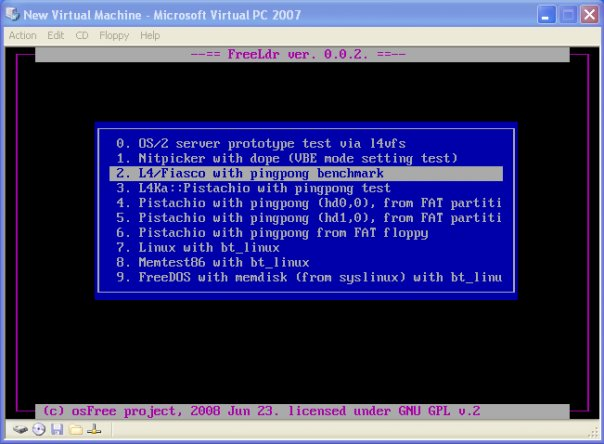 New Virtual Machine - Microsoft Virtual PC 2007
Action Edit CD Floppy Help
--== FreeLdr ver. 0.0.2. ==--
0. OS/2 server prototype test via l4vfs
1. Nitpicker with dope (VBE mode setting test)
2. L4/Fiasco with pingpong benchmark
3. L4Ka::Pistachio with pingpong test
4. Pistachio with pingpong (hd0,0), from FAT partiti
5. Pistachio with pingpong (hd1,0), from FAT partiti
6. Pistachio with pingpong from FAT floppy
7. Linux with bt_linux
8. Memtest86 with bt_linux
9. FreeDOS with memdisk (from syslinux) with bt_linu
(c) osFree project, 2008 Jun 23. licensed under GNU GPL v.2